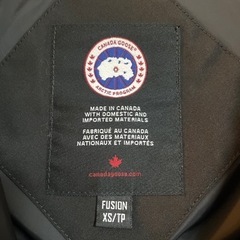 CANADA GOOSE
ARCTIC PROGRAM
MADE IN CANADA
WITH DOMESTIC AND
IMPORTED MATERIALS
FABRIQUÉ AU CANADA
AVEC DES MATERIAUX
NATIONAUX ET IMPORTÉS
canadagoose.com
FUSION
XS/TP